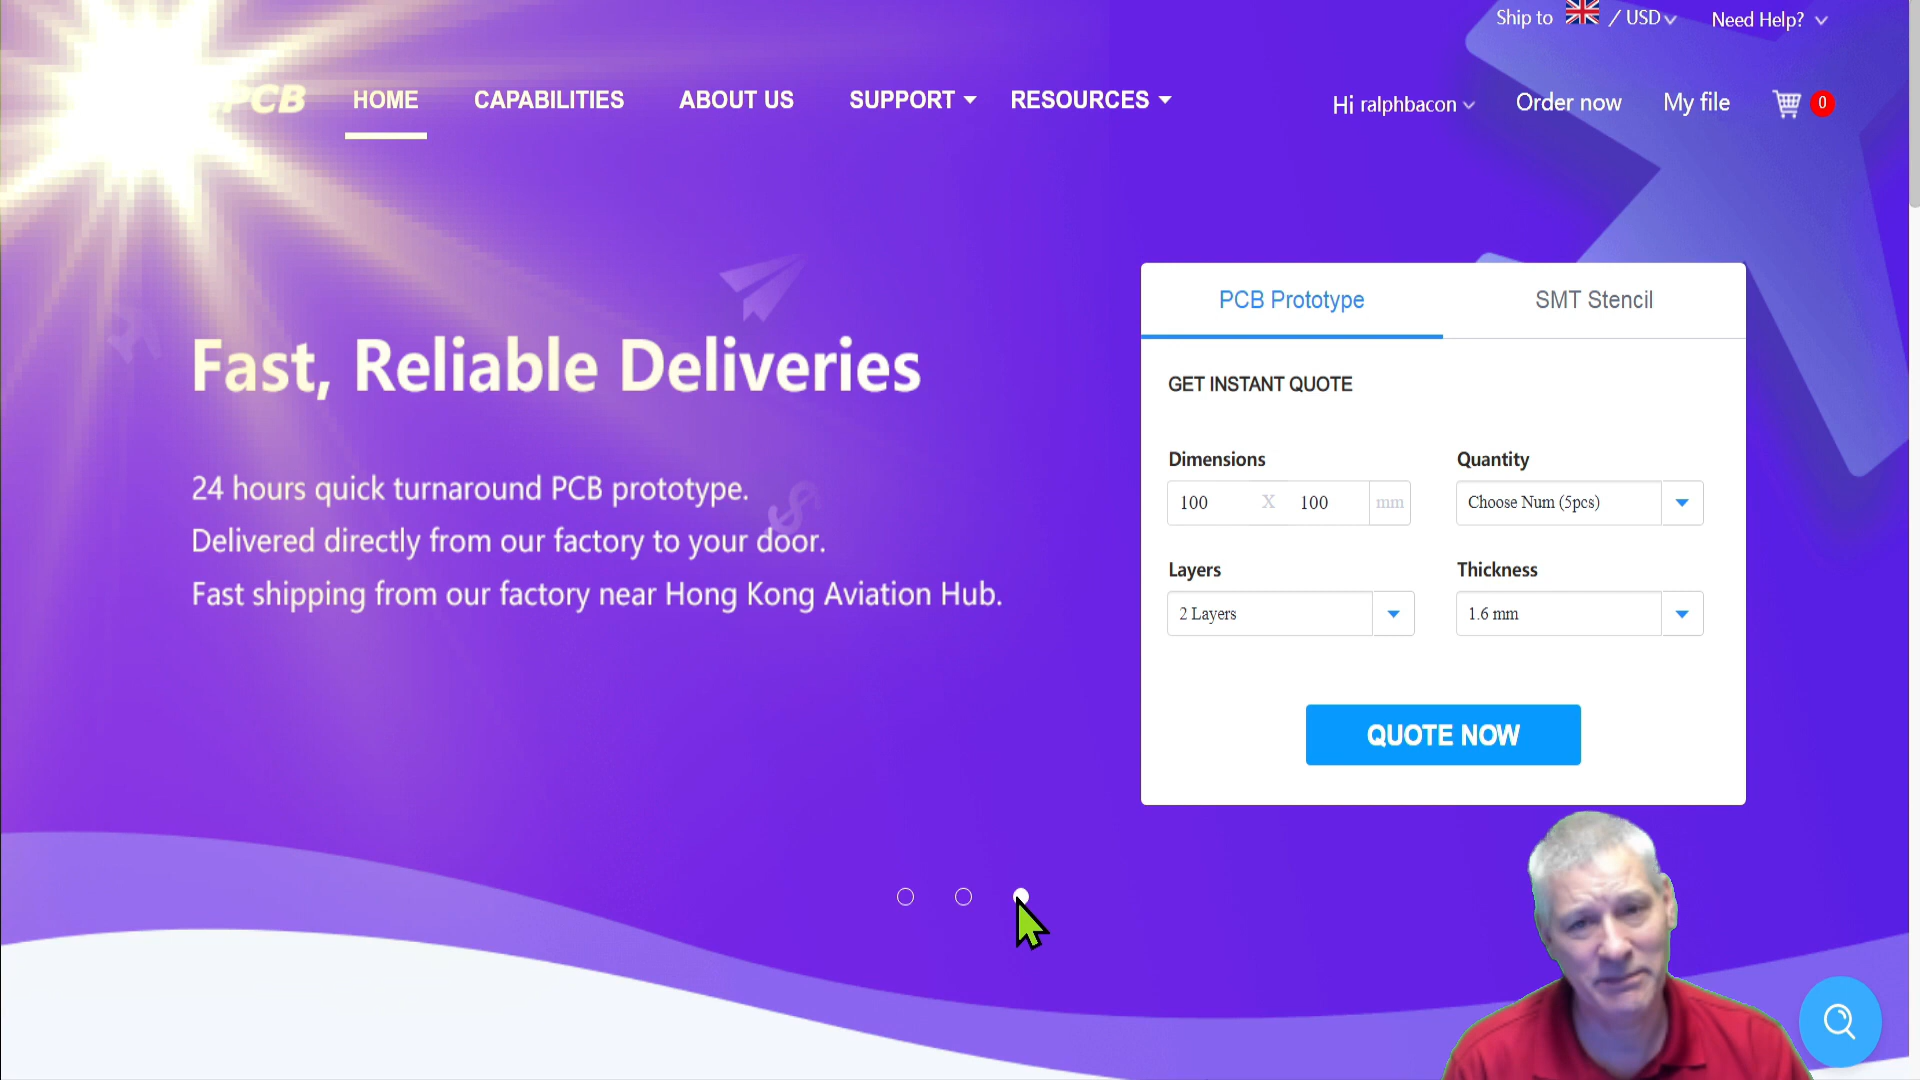 Ship to / USD
Need Help?
PCB
HOME
CAPABILITIES
ABOUT US
SUPPORT
RESOURCES
Hi ralphbacon
Order now
My file
0
Fast, Reliable Deliveries
24 hours quick turnaround PCB prototype.
Delivered directly from our factory to your door.
Fast shipping from our factory near Hong Kong Aviation Hub.
PCB Prototype
SMT Stencil
GET INSTANT QUOTE
Dimensions
Quantity
100 X 100 mm
Choose Num (5pcs)
Layers
Thickness
2 Layers
1.6 mm
QUOTE NOW